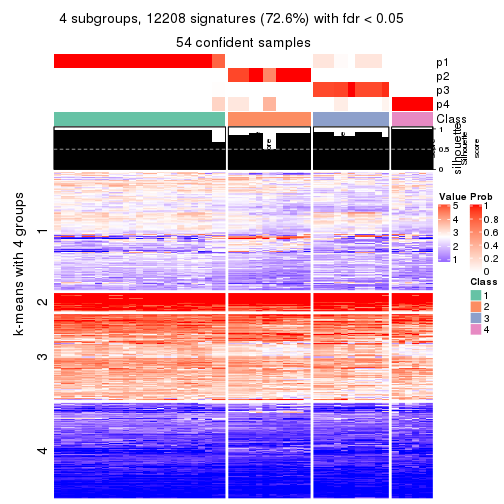 4 subgroups, 12208 signatures (72.6%) with fdr < 0.05
54 confident samples
p1
p2
p3
p4
Class
1
0.5
0
silhouette
Silhouette
score
k-means with 4 groups
1
2
3
4
Value
5
4
3
2
1
Prob
1
0.8
0.6
0.4
0.2
0
Class
1
2
3
4